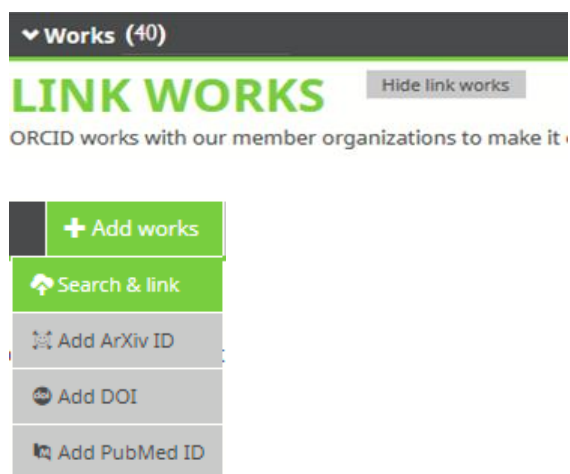 Works (40)
LINK WORKS Hide link works
ORCID works with our member organizations to make it
Add works
Search & link
Add ArXiv ID
Add DOI
Add PubMed ID